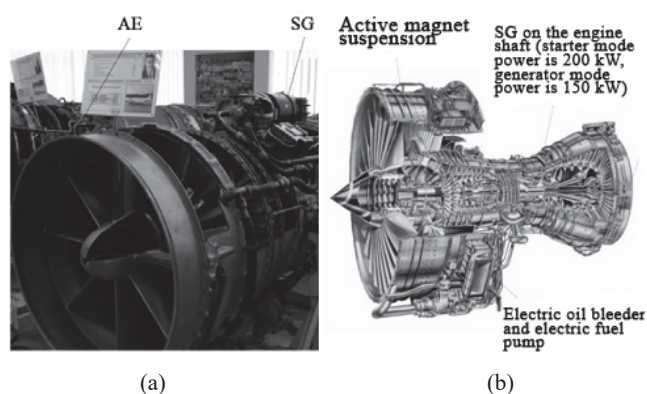 AE
SG
Active magnet
suspension
SG on the engine
shaft (starter mode
power is 200 kW,
generator mode
power is 150 kW)
Electric oil bleeder
and electric fuel
pump
(a)
(b)